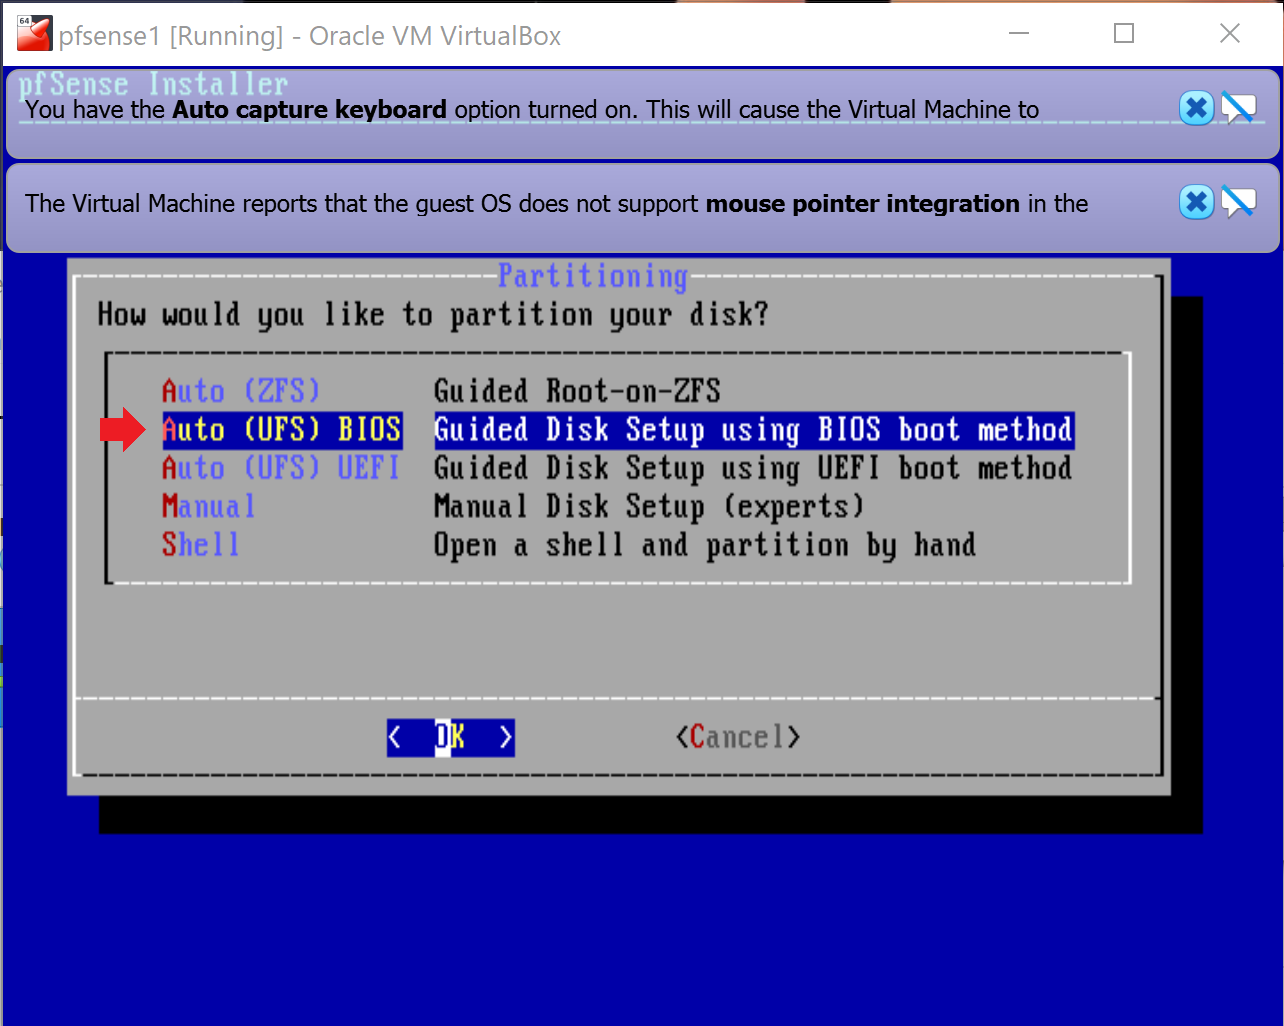 64
pfsense1 [Running] - Oracle VM VirtualBox
pfSense Installer
You have the Auto capture keyboard option turned on. This will cause the Virtual Machine to
The Virtual Machine reports that the guest OS does not support mouse pointer integration in the
Partitioning
How would you like to partition your disk?
Auto (ZFS) Guided Root-on-ZFS
Auto (UFS) BIOS Guided Disk Setup using BIOS boot method
Auto (UFS) UEFI Guided Disk Setup using UEFI boot method
Manual Manual Disk Setup (experts)
Shell Open a shell and partition by hand
< OK > <Cancel>